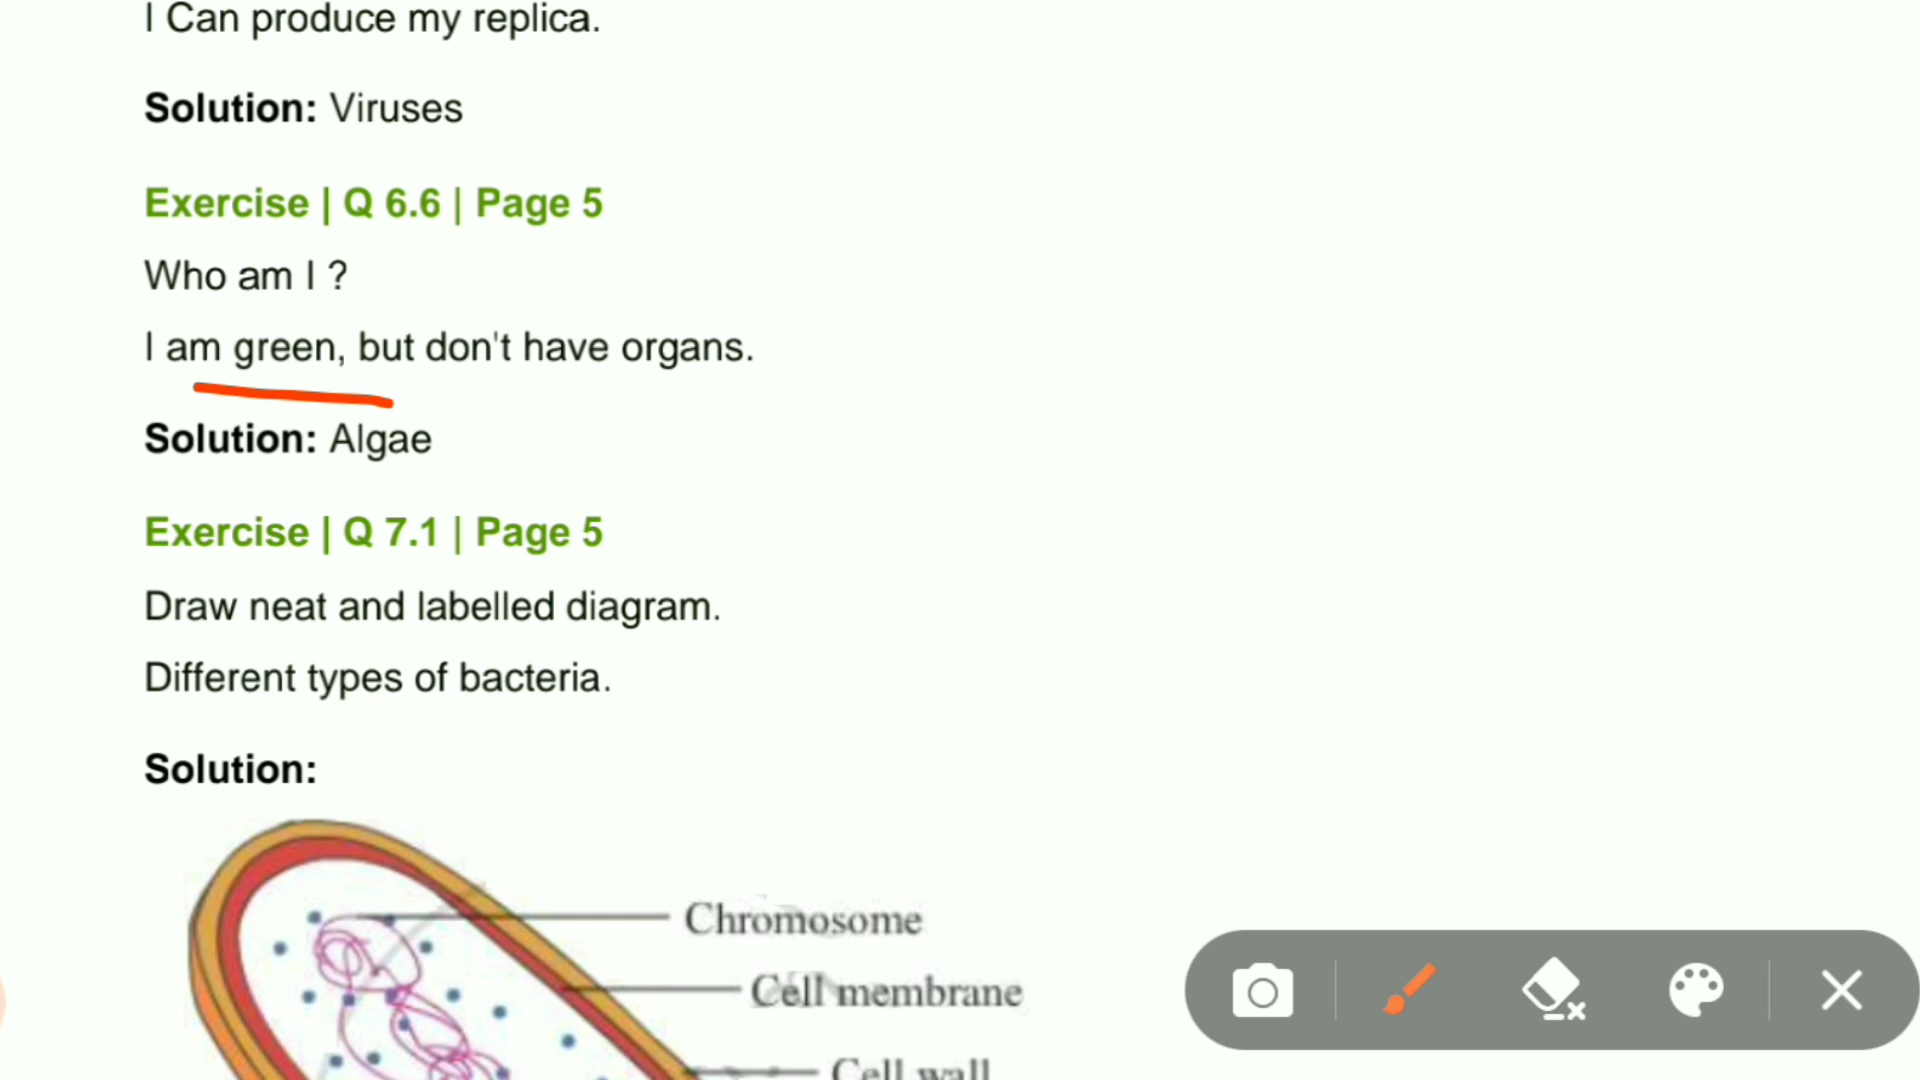 I Can produce my replica.
Solution: Viruses
Exercise | Q 6.6 | Page 5
Who am I ?
I am green, but don't have organs.
Solution: Algae
Exercise | Q 7.1 | Page 5
Draw neat and labelled diagram.
Different types of bacteria.
Solution:
Chromosome
Cell membrane
Cell wall